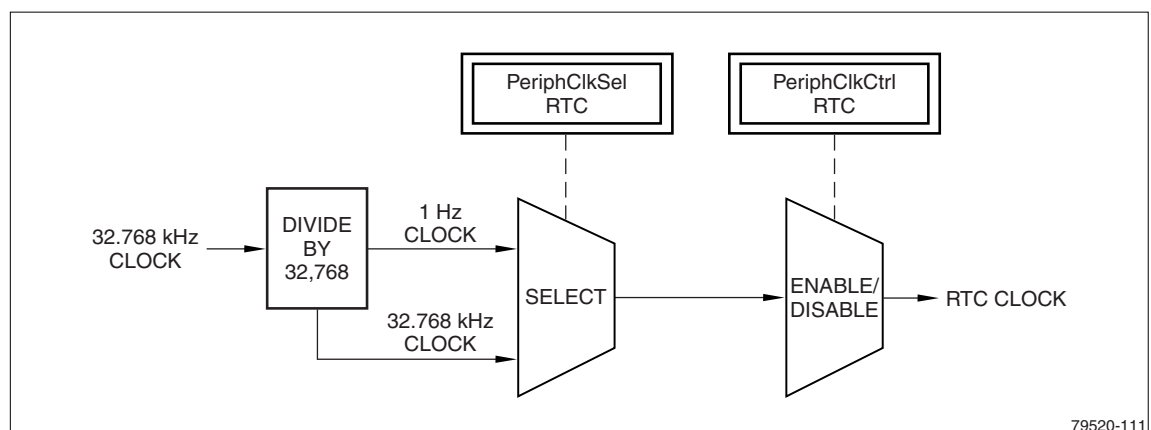 PeriphClkSel
RTC
PeriphClkCtrl
RTC
32.768 kHz
CLOCK
DIVIDE
BY
32,768
1 Hz
CLOCK
32.768 kHz
CLOCK
SELECT
ENABLE/
DISABLE
RTC CLOCK
79520-111